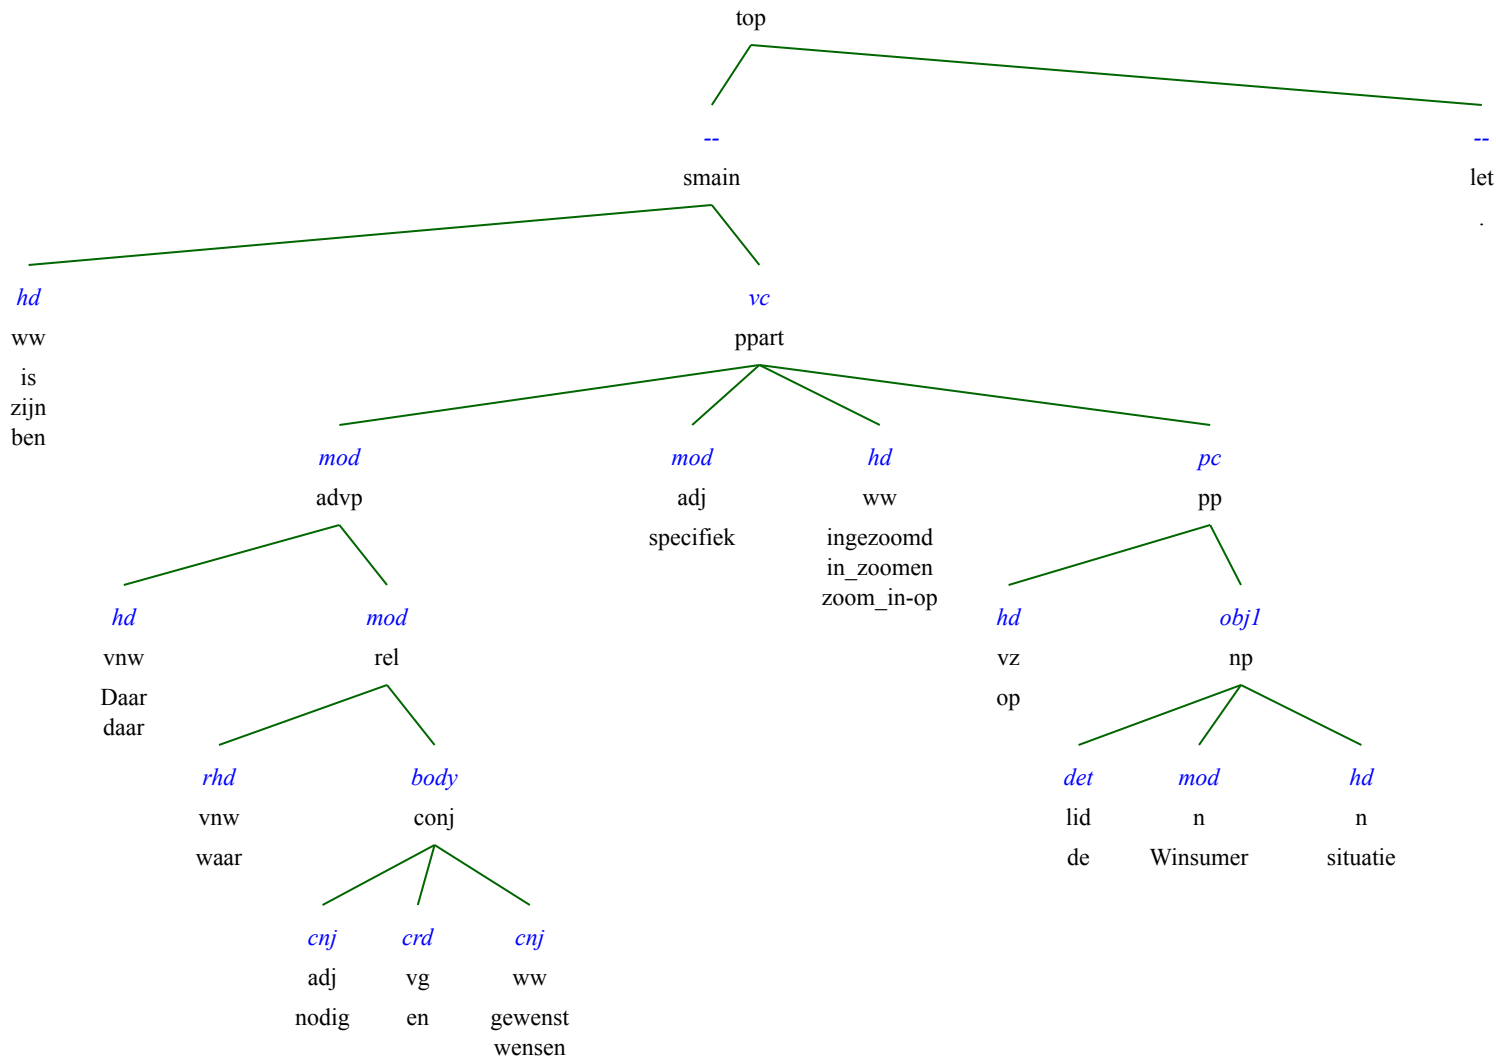 top
-- --
smain let
.
hd vc
ww ppart
is
zijn
ben
mod mod hd pc
advp adj ww pp
specifiek ingezoomd
in_zoomen
zoom_in-op
hd mod hd obj1
vnw rel vz np
Daar op
daar
rhd body det mod hd
vnw conj lid n n
waar de Winsumer situatie
cnj crd cnj
adj vg ww
nodig en gewenst
wensen